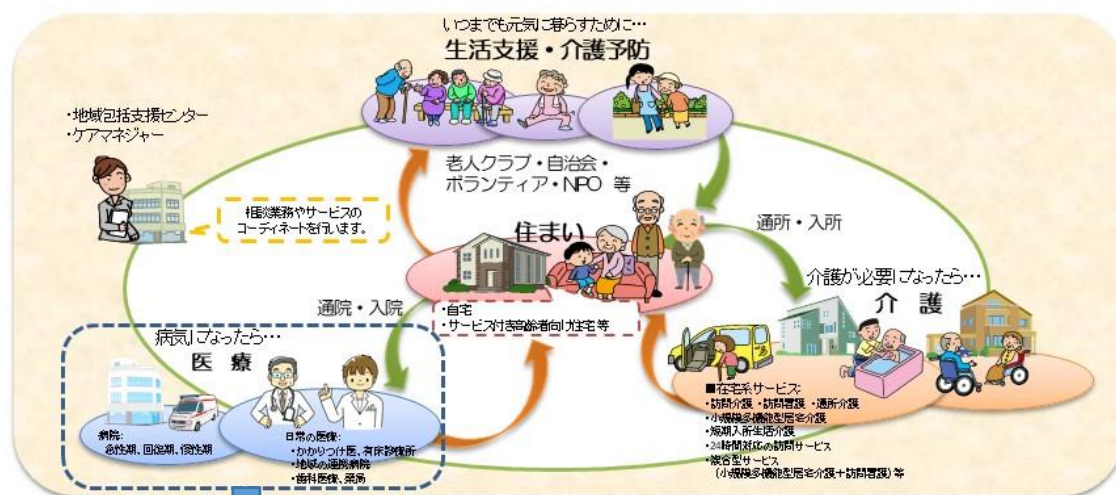 いつまでも元気に暮らすために…
生活支援・介護予防
・地域包括支援センター
・ケアマネジャー
相談業務やサービスの
コーディネートを行います。
老人クラブ・自治会・
ボランティア・NPO 等
住まい
・自宅
・サービス付き高齢者向け住宅等
通所・入所
介護が必要になったら…
介 護
■在宅系サービス:
・訪問介護 ・訪問看護 ・通所介護
・小規模多機能型居宅介護
・短期入所生活介護
・24時間対応の訪問サービス
・複合型サービス
(小規模多機能型居宅介護+訪問看護)等
通院・入院
病気になったら…
医 療
病院:
急性期、回復期、慢性期
日常の医療:
・かかりつけ医、有床診療所
・地域の連携病院
・歯科医療、薬局